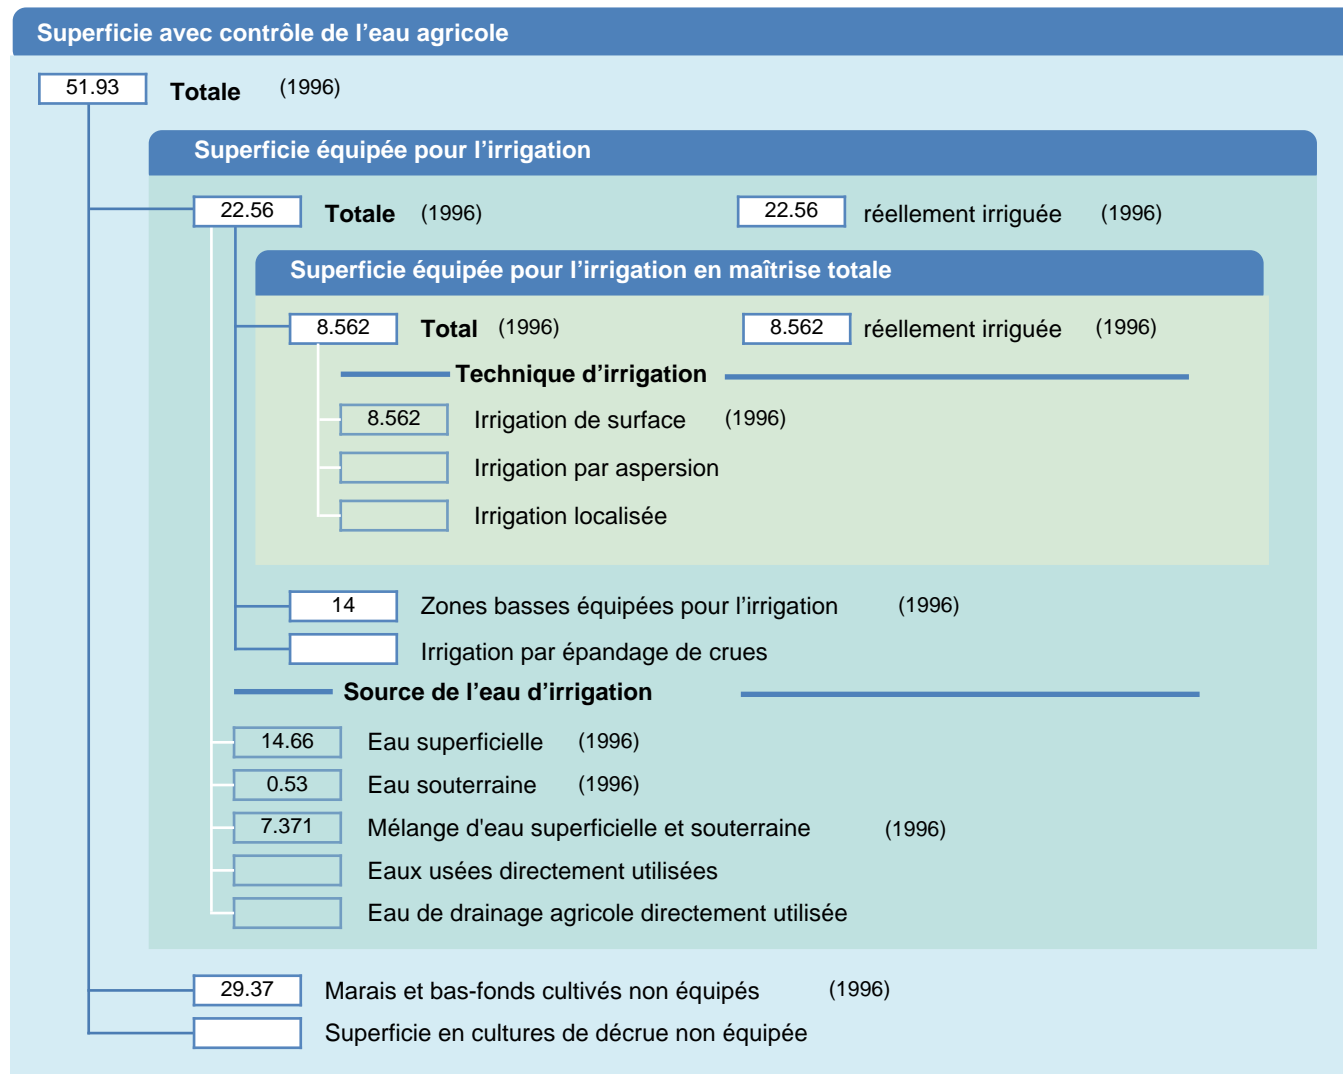 Superficie avec contrôle de l’eau agricole
51.93 Totale (1996)
Superficie équipée pour l’irrigation
22.56 Totale (1996) 22.56 réellement irriguée (1996)
Superficie équipée pour l’irrigation en maîtrise totale
8.562 Total (1996) 8.562 réellement irriguée (1996)
Technique d’irrigation
8.562 Irrigation de surface (1996)
Irrigation par aspersion
Irrigation localisée
14 Zones basses équipées pour l’irrigation (1996)
Irrigation par épandage de crues
Source de l’eau d’irrigation
14.66 Eau superficielle (1996)
0.53 Eau souterraine (1996)
7.371 Mélange d'eau superficielle et souterraine (1996)
Eaux usées directement utilisées
Eau de drainage agricole directement utilisée
29.37 Marais et bas-fonds cultivés non équipés (1996)
Superficie en cultures de décrue non équipée